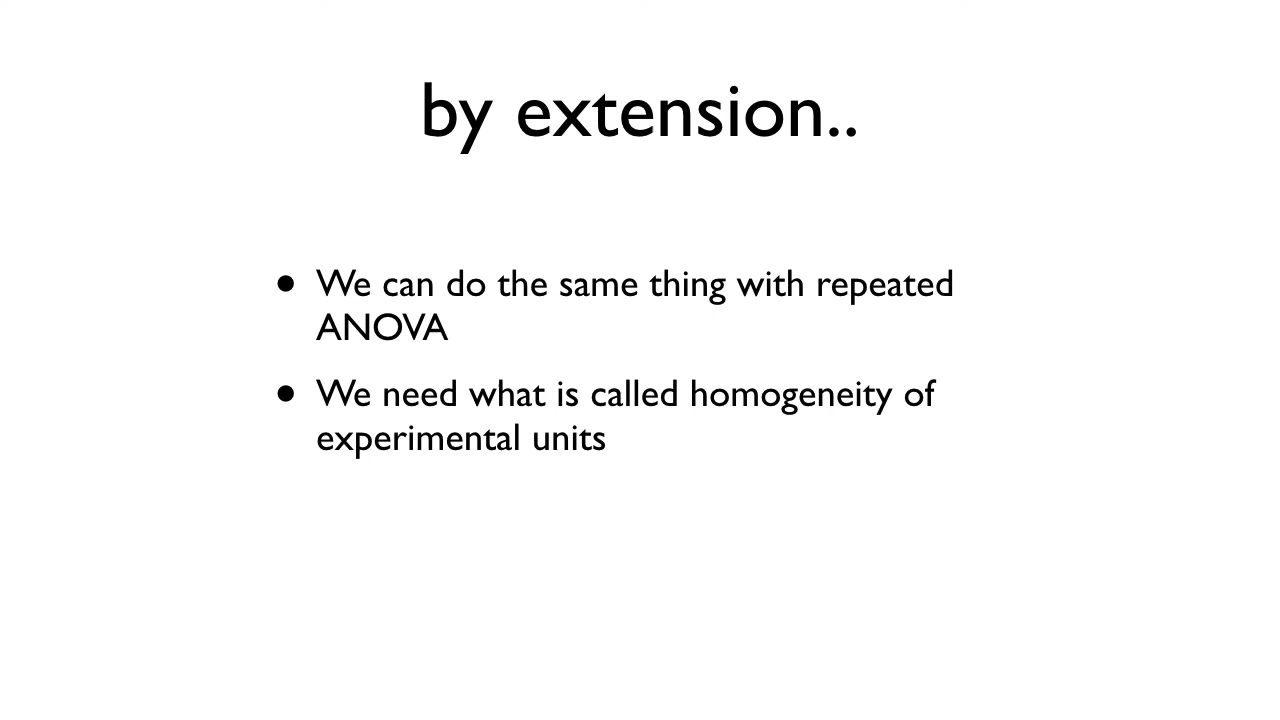 by extension..
• We can do the same thing with repeated
ANOVA
• We need what is called homogeneity of
experimental units